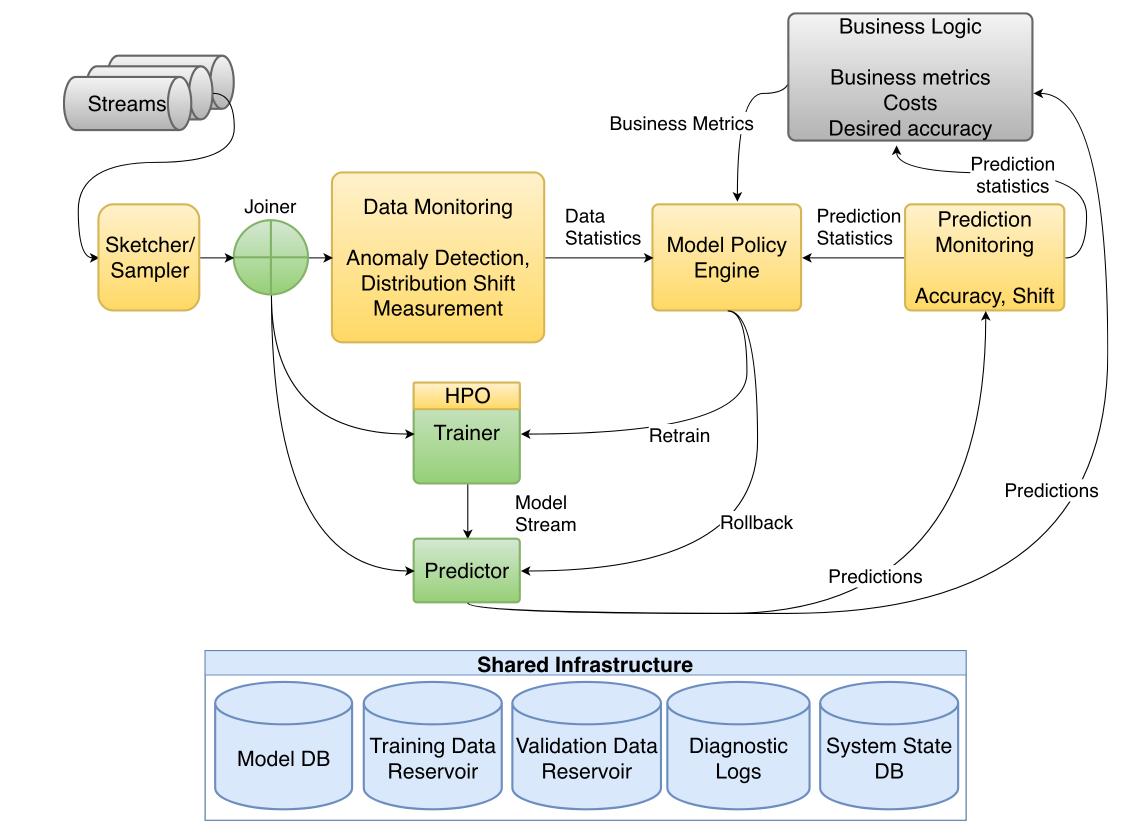 Business Logic
Business metrics
Costs
Desired accuracy
Streams
Business Metrics
Prediction
statistics
Joiner
Sketcher/
Sampler
Data Monitoring
Anomaly Detection,
Distribution Shift
Measurement
Data
Statistics
Model Policy
Engine
Prediction
Statistics
Prediction
Monitoring
Accuracy, Shift
HPO
Trainer
Retrain
Model
Stream
Rollback
Predictions
Predictor
Predictions
Shared Infrastructure
Model DB
Training Data
Reservoir
Validation Data
Reservoir
Diagnostic
Logs
System State
DB